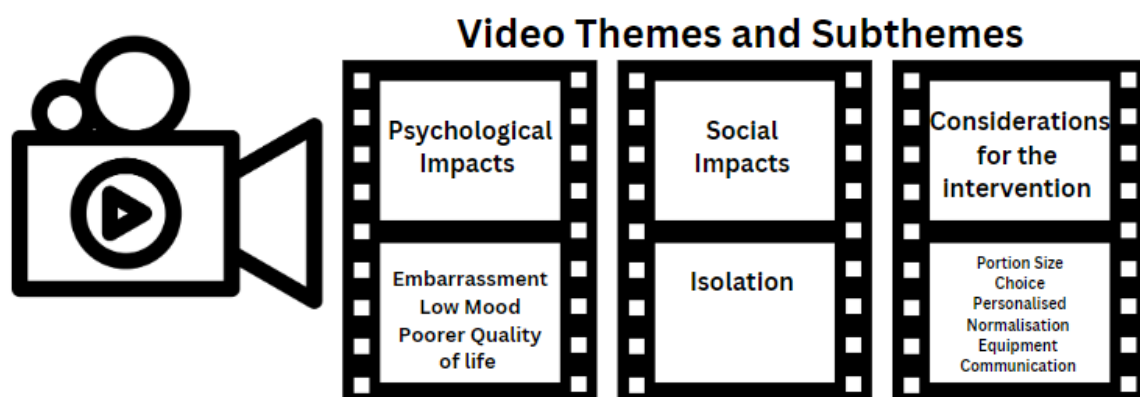 Video Themes and Subthemes
Psychological
Impacts
Embarrassment
Low Mood
Poorer Quality
of life
Social
Impacts
Isolation
Considerations
for the
intervention
Portion Size
Choice
Personalised
Normalisation
Equipment
Communication